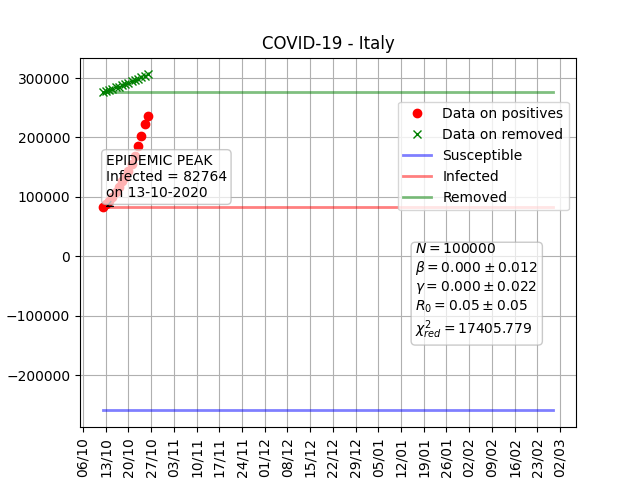 COVID-19 - Italy
300000
200000
100000
0
−100000
−200000
EPIDEMIC PEAK
Infected = 82764
on 13-10-2020
Data on positives
Data on removed
Susceptible
Infected
Removed
N = 100000
β = 0.000 ± 0.012
γ = 0.000 ± 0.022
R₀ = 0.05 ± 0.05
χ²red = 17405.779
06/10
13/10
20/10
27/10
03/11
10/11
17/11
24/11
01/12
08/12
15/12
22/12
29/12
05/01
12/01
19/01
26/01
02/02
09/02
16/02
23/02
02/03